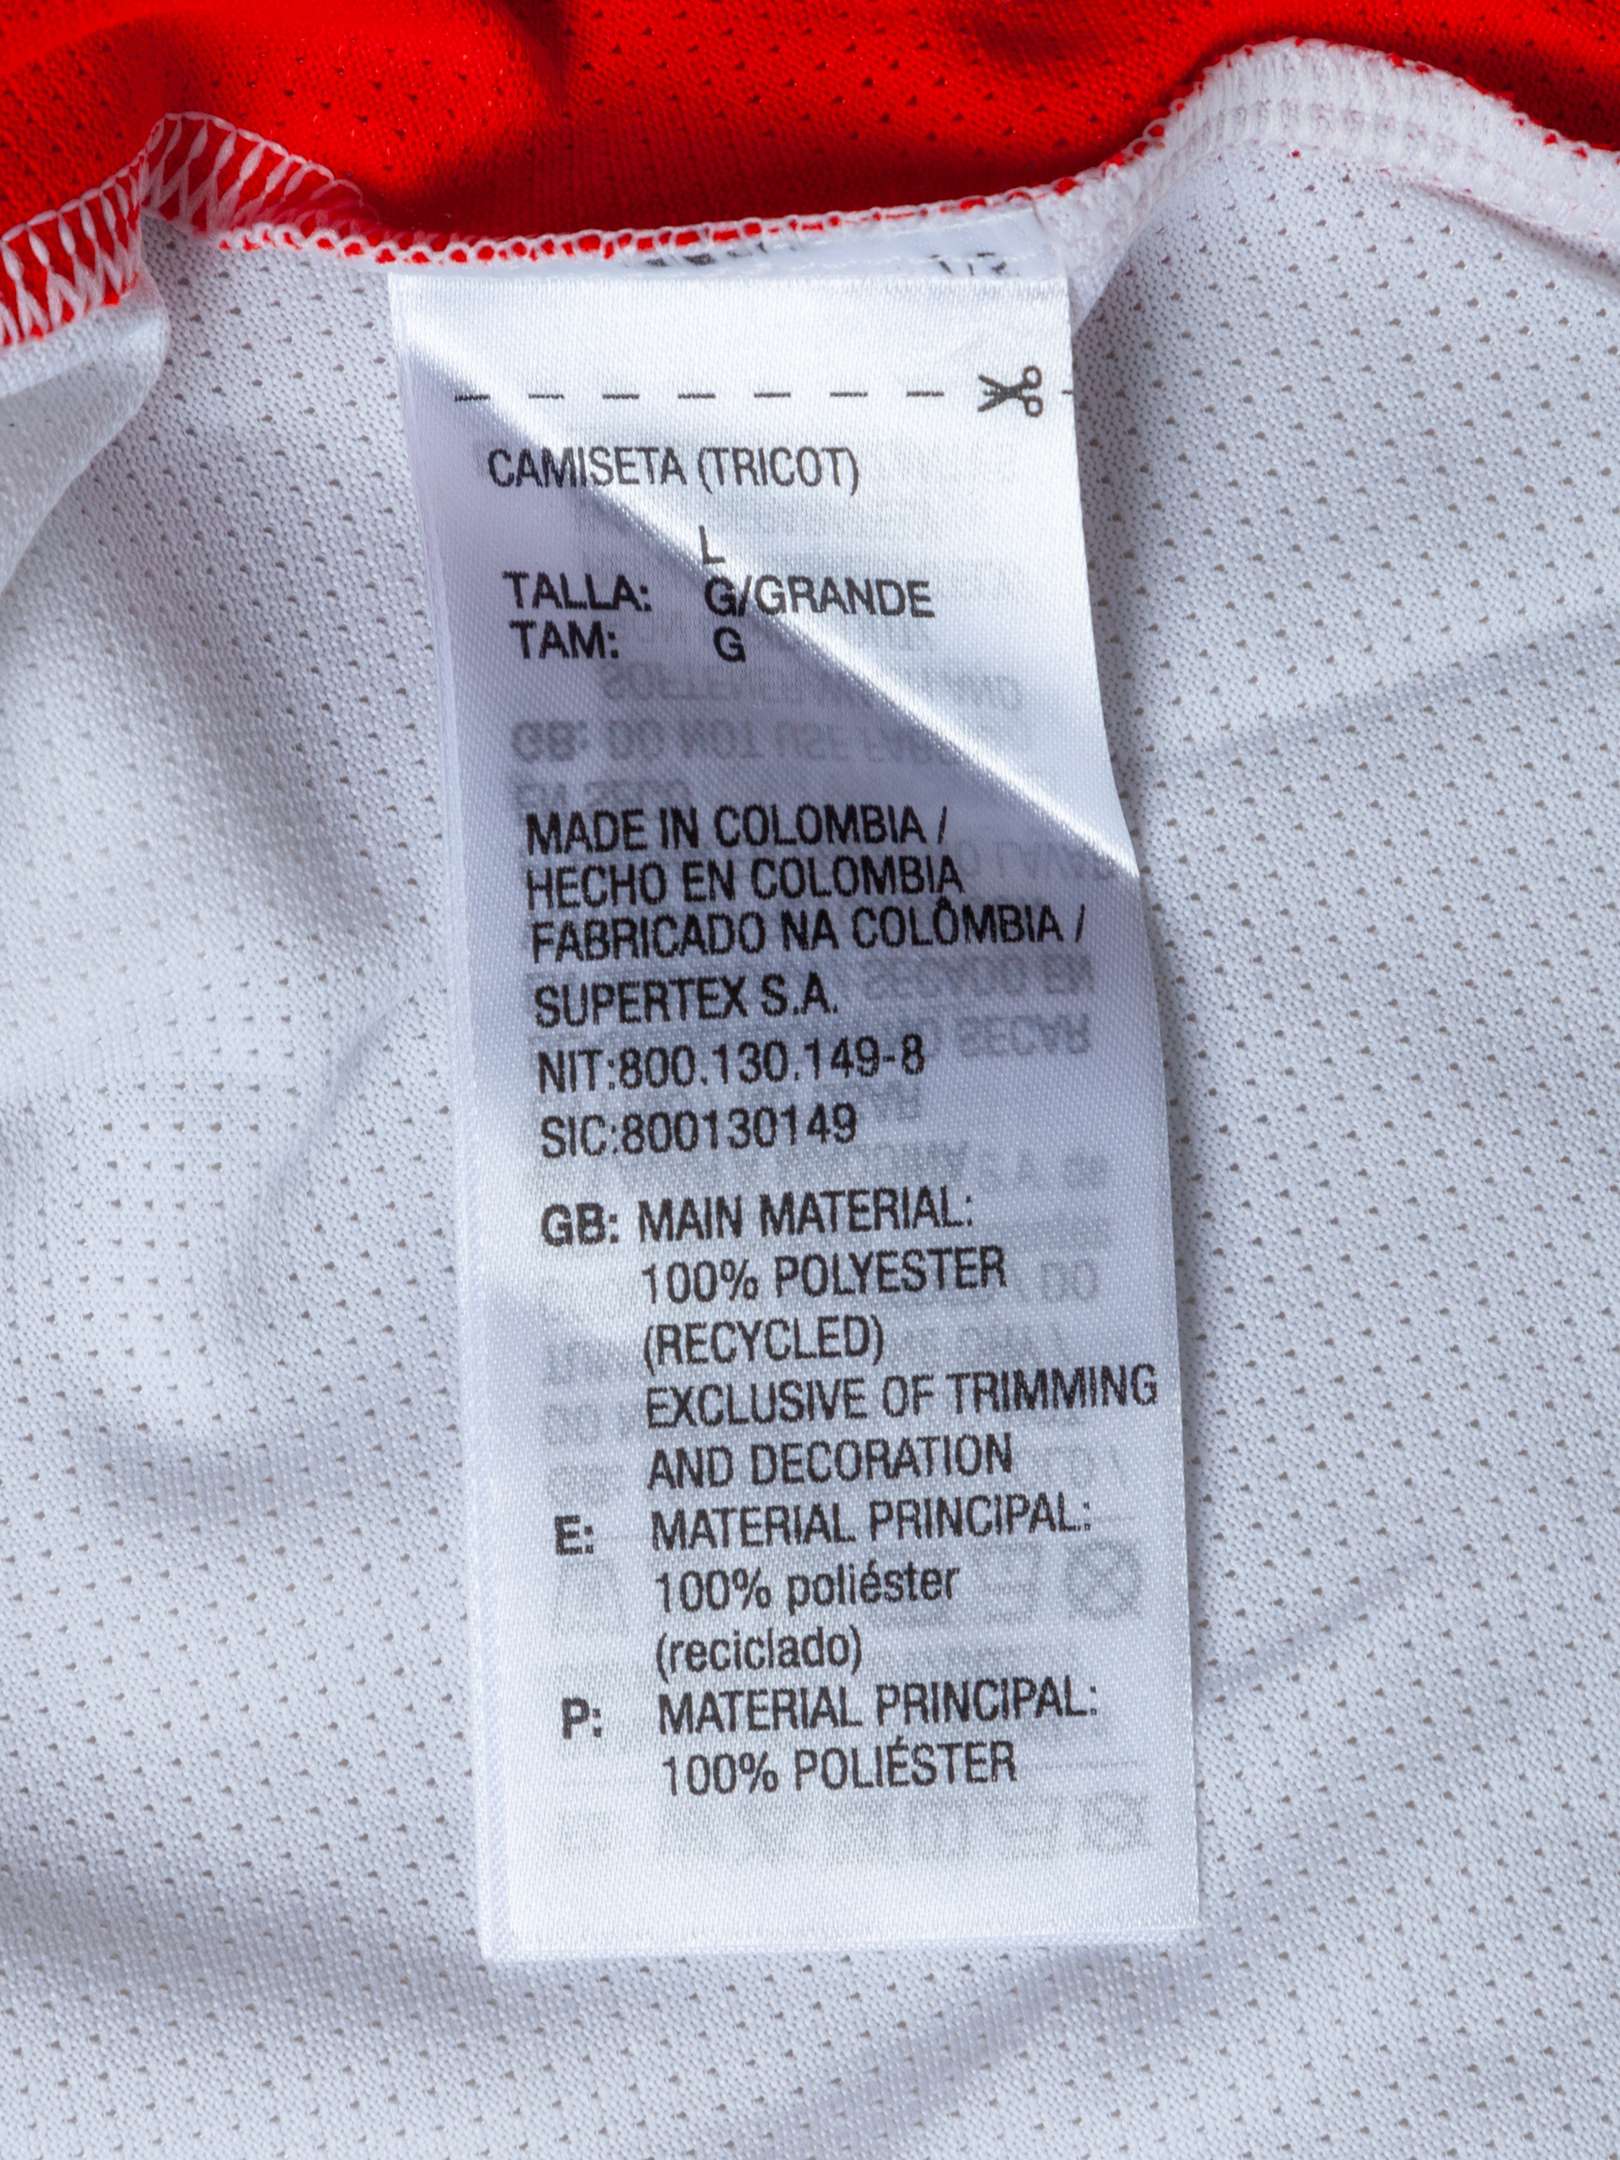 CAMISETA (TRICOT)
L
TALLA: G/GRANDE
TAM: G
MADE IN COLOMBIA /
HECHO EN COLOMBIA
FABRICADO NA COLÔMBIA /
SUPERTEX S.A.
NIT:800.130.149-8
SIC:800130149
GB: MAIN MATERIAL:
100% POLYESTER
(RECYCLED)
EXCLUSIVE OF TRIMMING
AND DECORATION
E: MATERIAL PRINCIPAL:
100% poliéster
(reciclado)
P: MATERIAL PRINCIPAL:
100% POLIÉSTER